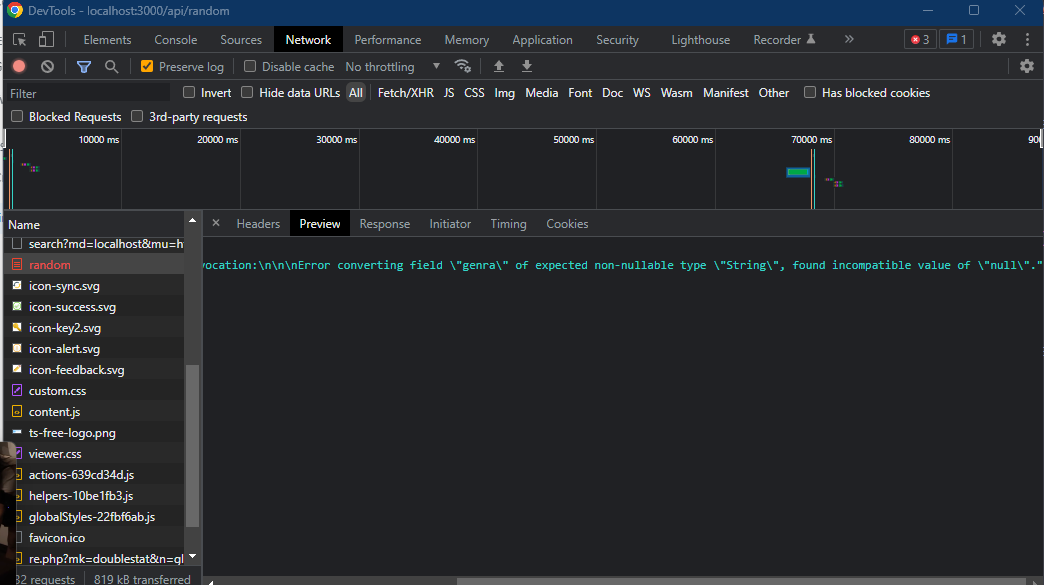 DevTools - localhost:3000/api/random
Elements Console Sources Network Performance Memory Application Security Lighthouse Recorder 3 1
Preserve log Disable cache No throttling
Filter Invert Hide data URLs All Fetch/XHR JS CSS Img Media Font Doc WS Wasm Manifest Other Has blocked cookies
Blocked Requests 3rd-party requests
10000 ms 20000 ms 30000 ms 40000 ms 50000 ms 60000 ms 70000 ms 80000 ms 90
Name
× Headers Preview Response Initiator Timing Cookies
search?md=localhost&mu=h
random
vocation:\n\n\nError converting field \"genra\" of expected non-nullable type \"String\", found incompatible value of \"null\"."
icon-sync.svg
icon-success.svg
icon-key2.svg
icon-alert.svg
icon-feedback.svg
custom.css
content.js
ts-free-logo.png
viewer.css
actions-639cd34d.js
helpers-10be1fb3.js
globalStyles-22fbf6ab.js
favicon.ico
re.php?mk=doublestat&n=gl
32 requests 819 kB transferred